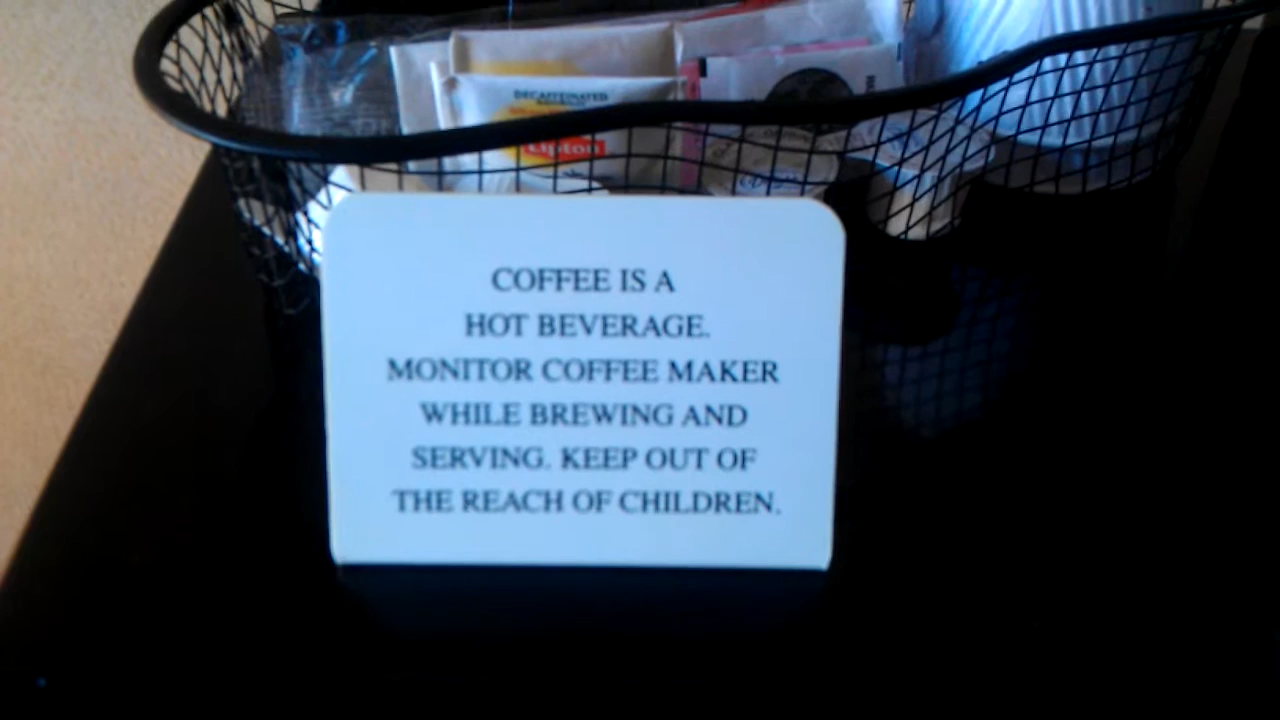 DECAFFEINATED
Lipton
COFFEE IS A
HOT BEVERAGE.
MONITOR COFFEE MAKER
WHILE BREWING AND
SERVING. KEEP OUT OF
THE REACH OF CHILDREN.